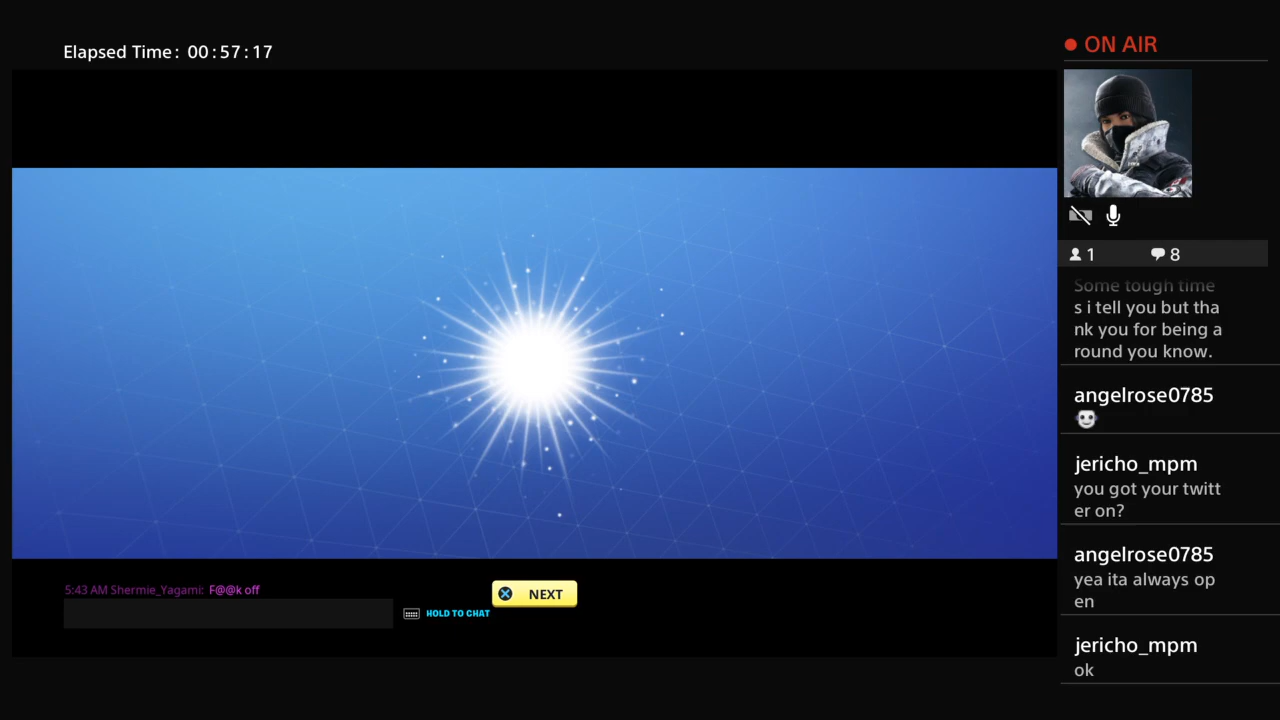 Elapsed Time: 00:57:17
ON AIR
1 8
Some tough time
s i tell you but tha
nk you for being a
round you know.
angelrose0785
jericho_mpm
you got your twitt
er on?
angelrose0785
yea ita always op
en
jericho_mpm
ok
5:43 AM Shermie_Yagami: F@@k off
HOLD TO CHAT
NEXT